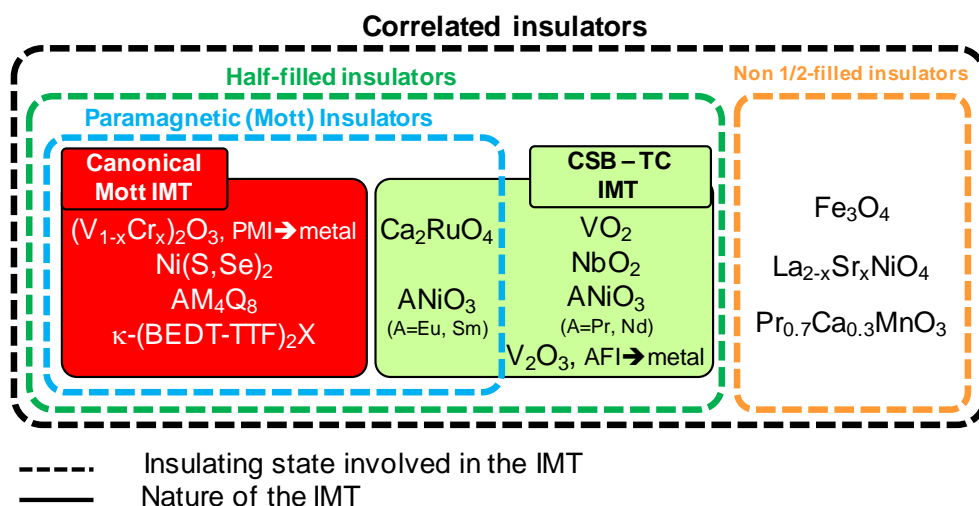 Correlated insulators
Half-filled insulators
Non 1/2-filled insulators
Paramagnetic (Mott) Insulators
Canonical
Mott IMT
(V₁₋ₓCrₓ)₂O₃, PMI➔metal
Ni(S,Se)₂
AM₄Q₈
κ-(BEDT-TTF)₂X
Ca₂RuO₄
ANiO₃
(A=Eu, Sm)
CSB – TC
IMT
VO₂
NbO₂
ANiO₃
(A=Pr, Nd)
V₂O₃, AFI➔metal
Fe₃O₄
La₂₋ₓSrₓNiO₄
Pr₀.₇Ca₀.₃MnO₃
Insulating state involved in the IMT
Nature of the IMT